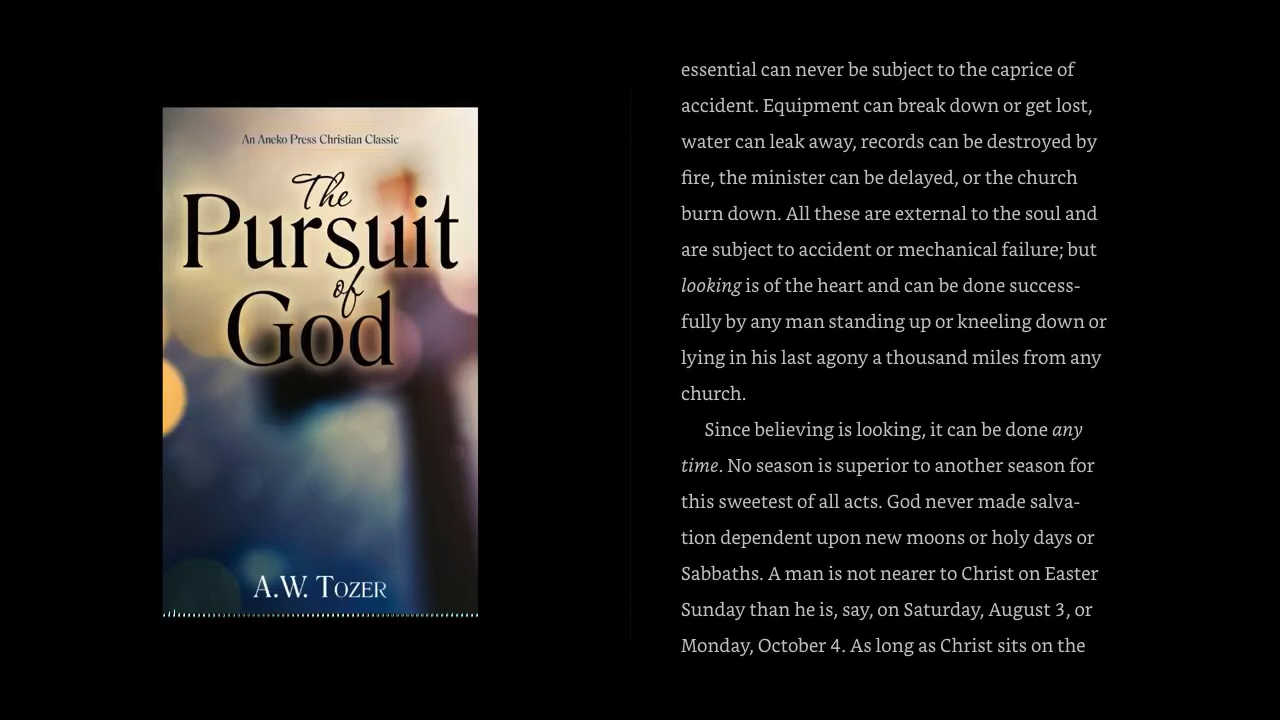 An Aneko Press Christian Classic
The
Pursuit
of
God
A.W. Tozer
essential can never be subject to the caprice of
accident. Equipment can break down or get lost,
water can leak away, records can be destroyed by
fire, the minister can be delayed, or the church
burn down. All these are external to the soul and
are subject to accident or mechanical failure; but
looking is of the heart and can be done success-
fully by any man standing up or kneeling down or
lying in his last agony a thousand miles from any
church.
Since believing is looking, it can be done any
time. No season is superior to another season for
this sweetest of all acts. God never made salva-
tion dependent upon new moons or holy days or
Sabbaths. A man is not nearer to Christ on Easter
Sunday than he is, say, on Saturday, August 3, or
Monday, October 4. As long as Christ sits on the